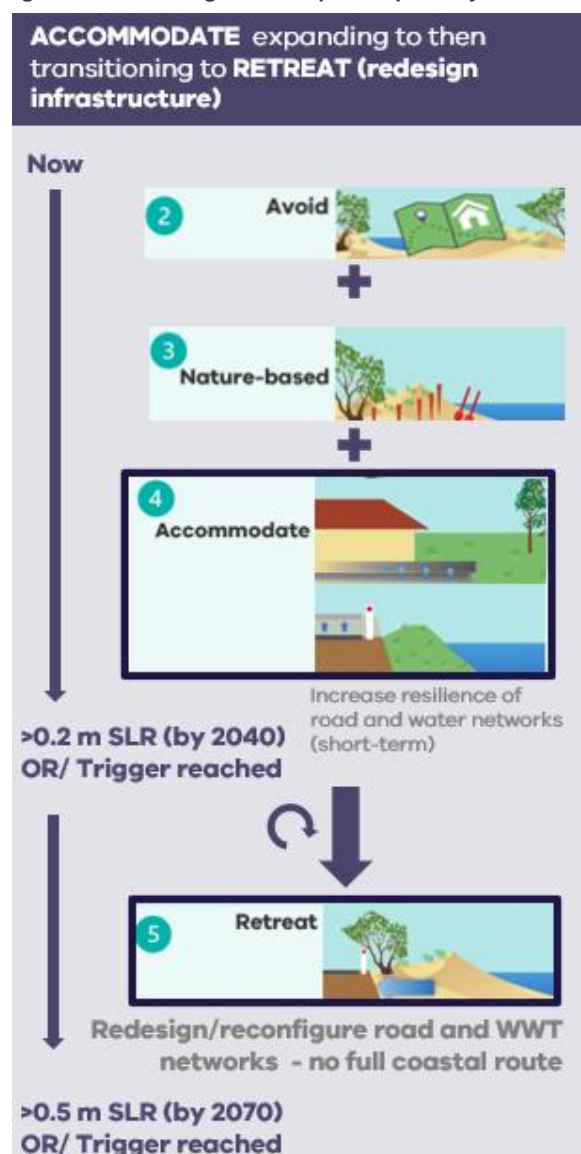 ACCOMMODATE expanding to then
transitioning to RETREAT (redesign
infrastructure)
Now
2
Avoid
+
3
Nature-based
+
4
Accommodate
Increase resilience of
road and water networks
(short-term)
>0.2 m SLR (by 2040)
OR/ Trigger reached
5
Retreat
Redesign/reconfigure road and WWT
networks - no full coastal route
>0.5 m SLR (by 2070)
OR/ Trigger reached